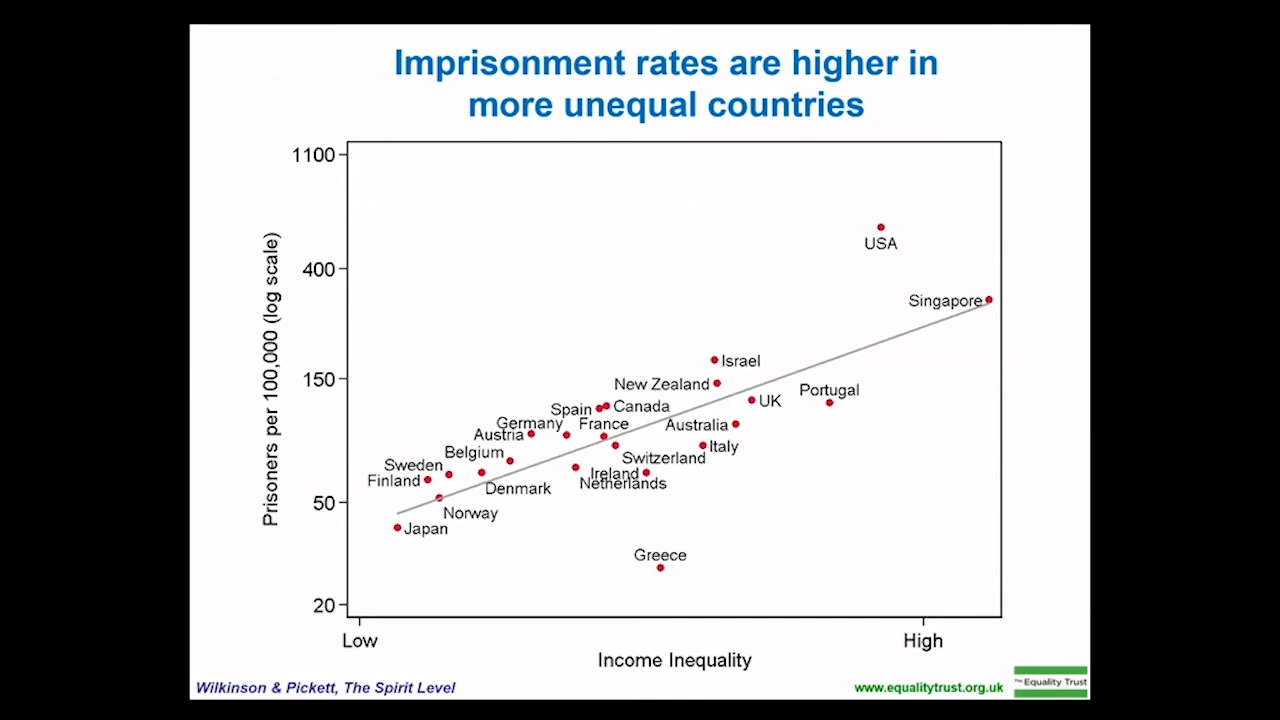 Imprisonment rates are higher in
more unequal countries
1100
400
150
50
20
Prisoners per 100,000 (log scale)
USA
Singapore
Israel
New Zealand
Portugal
UK
Spain
Canada
Germany
France
Australia
Austria
Italy
Belgium
Switzerland
Sweden
Ireland
Finland
Netherlands
Denmark
Norway
Japan
Greece
Low
High
Income Inequality
Wilkinson & Pickett, The Spirit Level
www.equalitytrust.org.uk
The Equality Trust